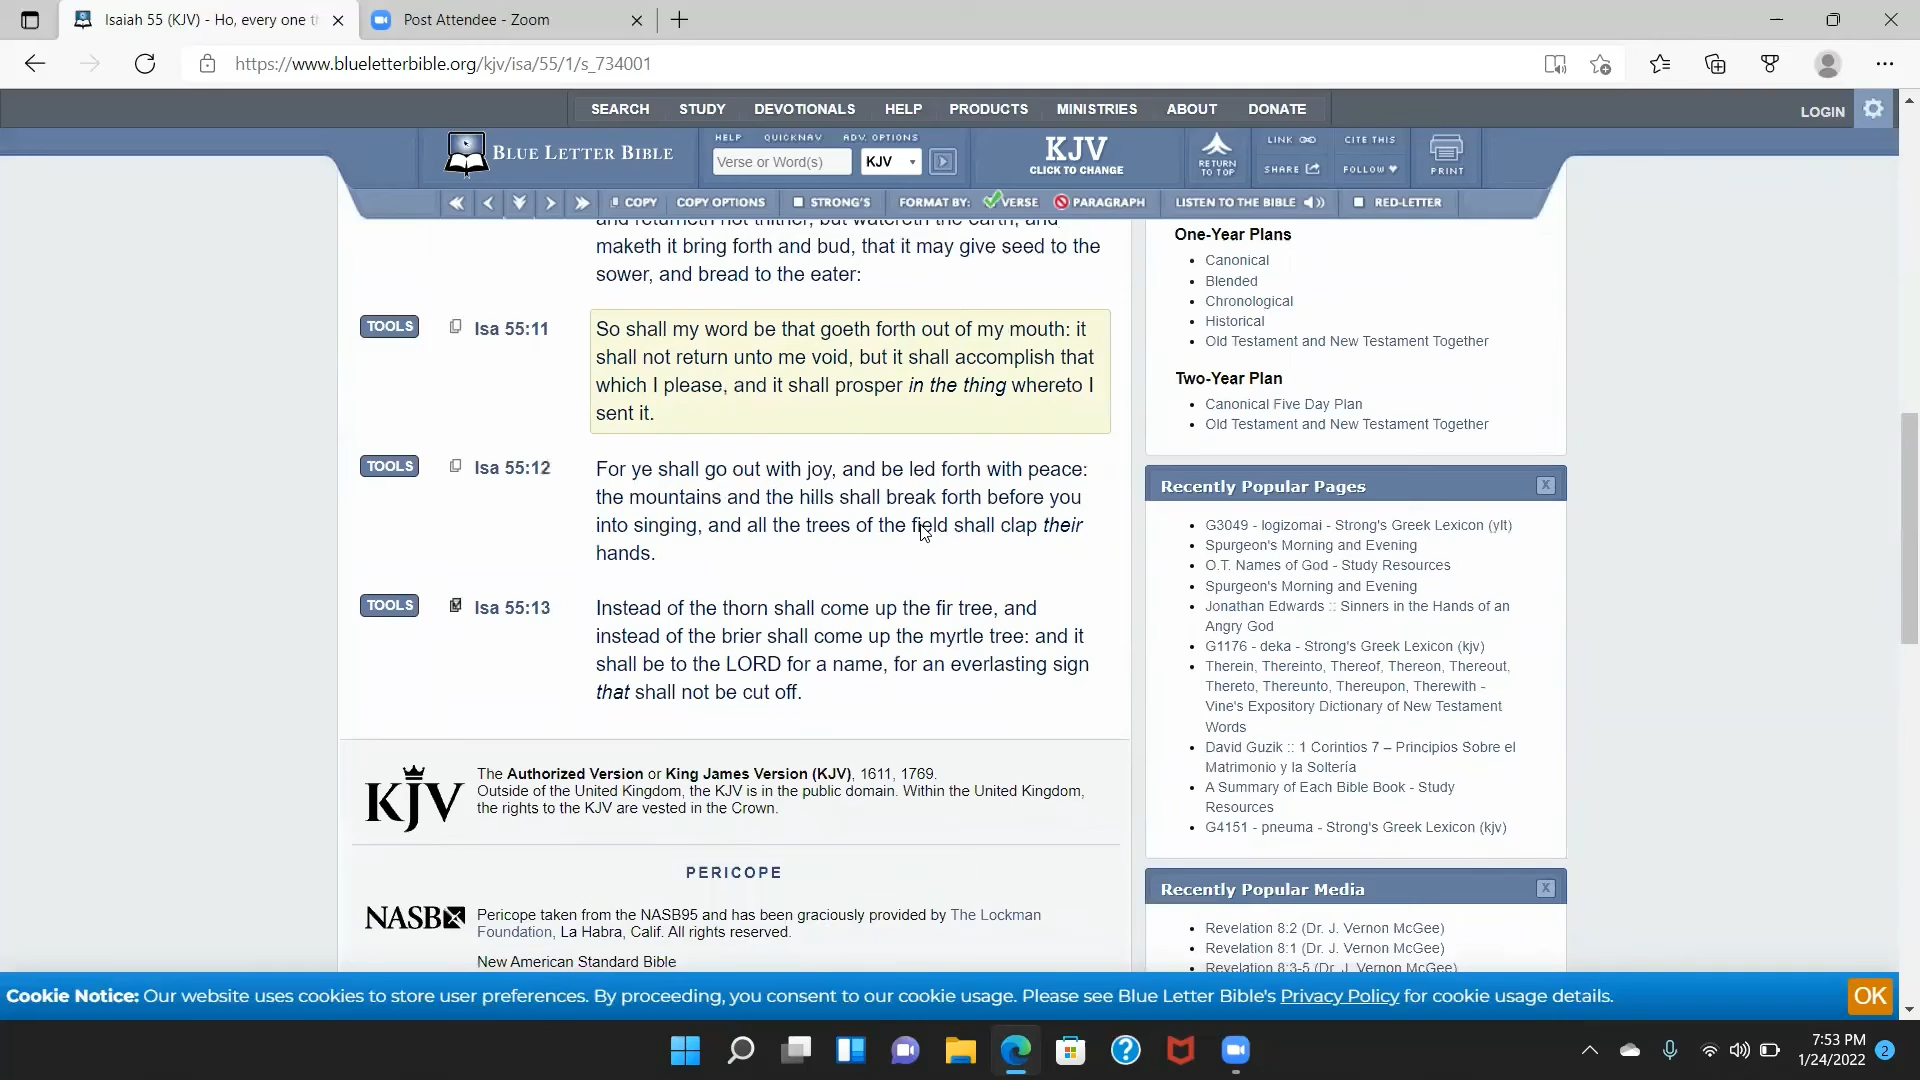 Isaiah 55 (KJV) - Ho, every one th
Post Attendee - Zoom
https://www.blueletterbible.org/kjv/isa/55/1/s_734001
SEARCH STUDY DEVOTIONALS HELP PRODUCTS MINISTRIES ABOUT DONATE
LOGIN
BLUE LETTER BIBLE
HELP QUICKNAV ADV. OPTIONS
Verse or Word(s) KJV
KJV
CLICK TO CHANGE
RETURN
TO TOP
LINK CITE THIS
SHARE FOLLOW
PRINT
COPY COPY OPTIONS STRONG'S FORMAT BY: VERSE PARAGRAPH LISTEN TO THE BIBLE RED-LETTER
and returneth not thither, but watereth the earth, and
maketh it bring forth and bud, that it may give seed to the
sower, and bread to the eater:
TOOLS Isa 55:11
So shall my word be that goeth forth out of my mouth: it
shall not return unto me void, but it shall accomplish that
which I please, and it shall prosper in the thing whereto I
sent it.
TOOLS Isa 55:12
For ye shall go out with joy, and be led forth with peace:
the mountains and the hills shall break forth before you
into singing, and all the trees of the field shall clap their
hands.
TOOLS Isa 55:13
Instead of the thorn shall come up the fir tree, and
instead of the brier shall come up the myrtle tree: and it
shall be to the LORD for a name, for an everlasting sign
that shall not be cut off.
KJV
The Authorized Version or King James Version (KJV), 1611, 1769.
Outside of the United Kingdom, the KJV is in the public domain. Within the United Kingdom,
the rights to the KJV are vested in the Crown.
PERICOPE
NASB
Pericope taken from the NASB95 and has been graciously provided by The Lockman
Foundation, La Habra, Calif. All rights reserved.
New American Standard Bible
One-Year Plans
Canonical
Blended
Chronological
Historical
Old Testament and New Testament Together
Two-Year Plan
Canonical Five Day Plan
Old Testament and New Testament Together
Recently Popular Pages X
G3049 - logizomai - Strong's Greek Lexicon (ylt)
Spurgeon's Morning and Evening
O.T. Names of God - Study Resources
Spurgeon's Morning and Evening
Jonathan Edwards :: Sinners in the Hands of an
Angry God
G1176 - deka - Strong's Greek Lexicon (kjv)
Therein, Thereinto, Thereof, Thereon, Thereout,
Thereto, Thereunto, Thereupon, Therewith -
Vine's Expository Dictionary of New Testament
Words
David Guzik :: 1 Corintios 7 – Principios Sobre el
Matrimonio y la Soltería
A Summary of Each Bible Book - Study
Resources
G4151 - pneuma - Strong's Greek Lexicon (kjv)
Recently Popular Media X
Revelation 8:2 (Dr. J. Vernon McGee)
Revelation 8:1 (Dr. J. Vernon McGee)
Revelation 8:3-5 (Dr. J. Vernon McGee)
Cookie Notice: Our website uses cookies to store user preferences. By proceeding, you consent to our cookie usage. Please see Blue Letter Bible's Privacy Policy for cookie usage details.
OK
7:53 PM
1/24/2022
2